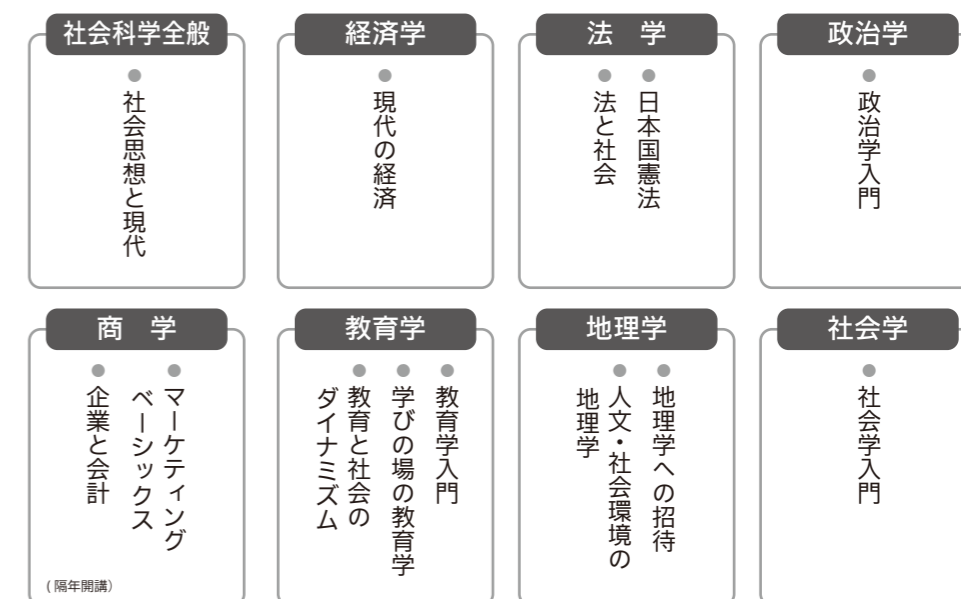 社会科学全般
社会思想と現代
経済学
現代の経済
法　学
日本国憲法
法と社会
政治学
政治学入門
商　学
マーケティング
ベーシックス
企業と会計
(隔年開講)
教育学
教育学入門
学びの場の教育学
教育と社会の
ダイナミズム
地理学
地理学への招待
人文・社会環境の
地理学
社会学
社会学入門